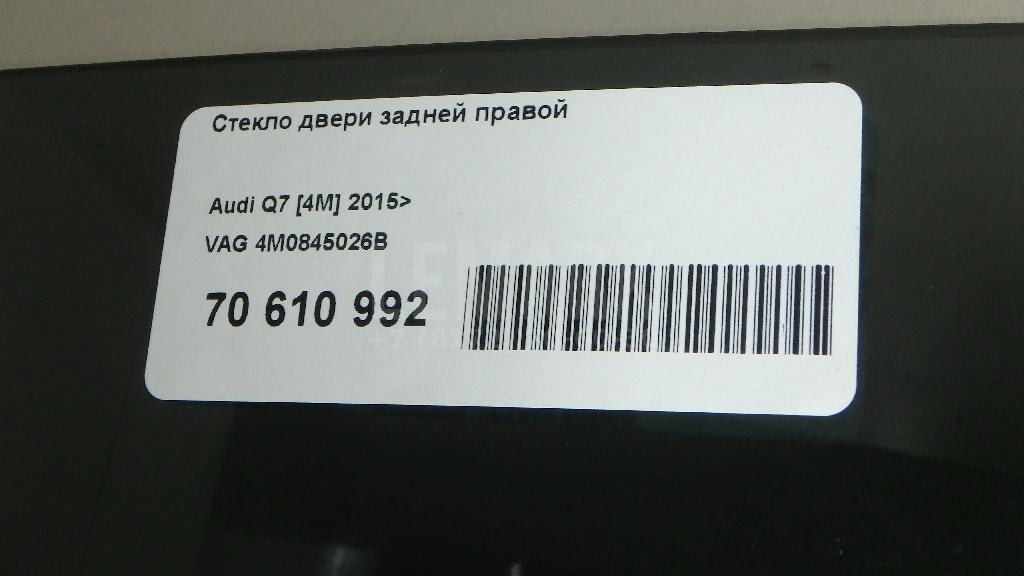 Стекло двери задней правой
Audi Q7 [4M] 2015>
VAG 4M0845026B
70 610 992